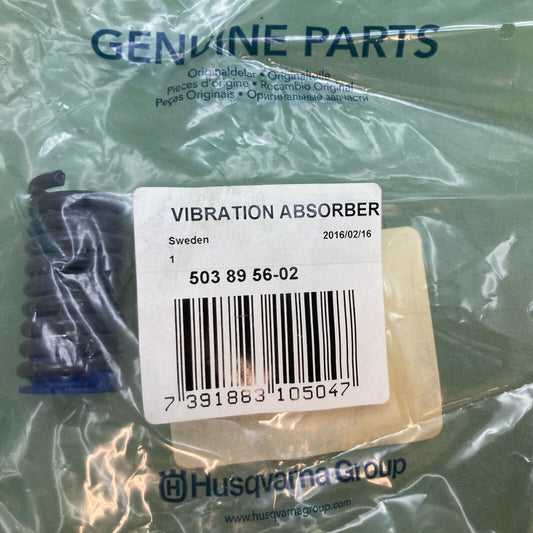 GENUINE PARTS
Originaldelar • Originalteile
Pieces d'origine • Recambio Original
Peças Originais • Оригинальные запчасти
VIBRATION ABSORBER
Sweden 2016/02/16
1
503 89 56-02
7 391883 105047
Husqvarna Group
www.husqvarnagroup.com